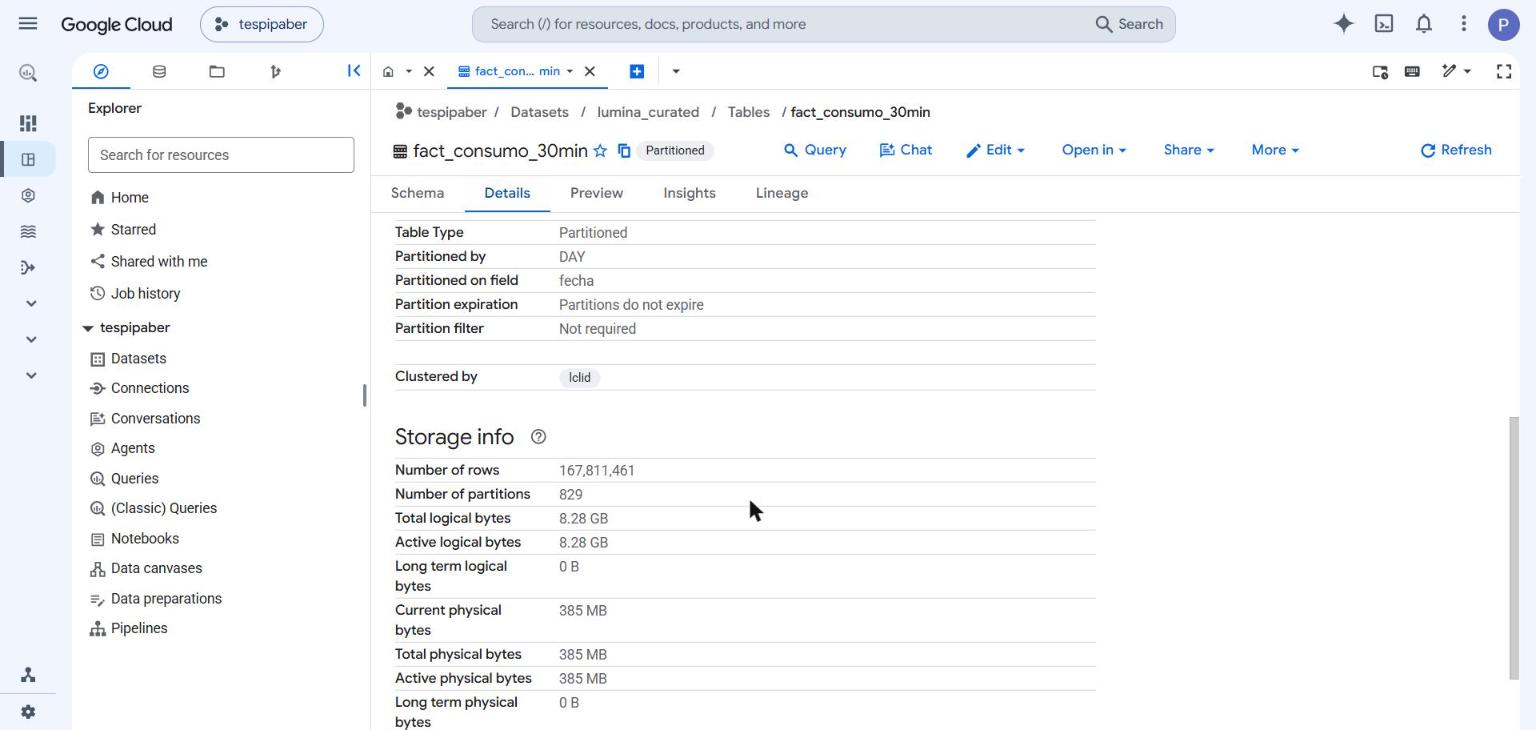 Google Cloud
tespipaber
Search (/) for resources, docs, products, and more
Search
P
fact_con... min
Explorer
Search for resources
Home
Starred
Shared with me
Job history
tespipaber
Datasets
Connections
Conversations
Agents
Queries
(Classic) Queries
Notebooks
Data canvases
Data preparations
Pipelines
tespipaber / Datasets / lumina_curated / Tables / fact_consumo_30min
fact_consumo_30min Partitioned
Query Chat Edit Open in Share More Refresh
Schema Details Preview Insights Lineage
Table Type Partitioned
Partitioned by DAY
Partitioned on field fecha
Partition expiration Partitions do not expire
Partition filter Not required
Clustered by lclid
Storage info
Number of rows 167,811,461
Number of partitions 829
Total logical bytes 8.28 GB
Active logical bytes 8.28 GB
Long term logical bytes 0 B
Current physical bytes 385 MB
Total physical bytes 385 MB
Active physical bytes 385 MB
Long term physical bytes 0 B